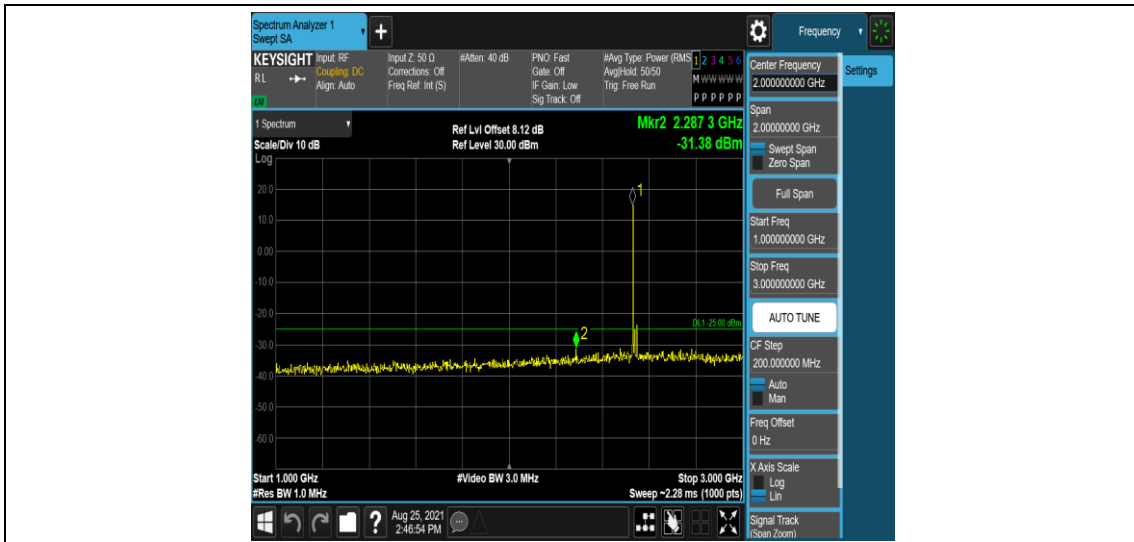 Spectrum Analyzer 1
Swept SA
+
Frequency
KEYSIGHT
RL
LXI
Input: RF
Coupling: DC
Align: Auto
Input Z: 50 Ω
Corrections: Off
Freq Ref: Int (S)
#Atten: 40 dB
PNO: Fast
Gate: Off
IF Gain: Low
Sig Track: Off
#Avg Type: Power (RMS
Avg|Hold: 50/50
Trig: Free Run
1 2 3 4 5 6
M W W W W W
P P P P P P
1 Spectrum
Scale/Div 10 dB
Log
Ref Lvl Offset 8.12 dB
Ref Level 30.00 dBm
Mkr2 2.287 3 GHz
-31.38 dBm
20.0
10.0
0.00
-10.0
-20.0
-30.0
-40.0
-50.0
-60.0
1
2
DL1 -25.00 dBm
Start 1.000 GHz
#Res BW 1.0 MHz
#Video BW 3.0 MHz
Stop 3.000 GHz
Sweep ~2.28 ms (1000 pts)
?
Aug 25, 2021
2:46:54 PM
Center Frequency
2.000000000 GHz
Settings
Span
2.00000000 GHz
Swept Span
Zero Span
Full Span
Start Freq
1.000000000 GHz
Stop Freq
3.000000000 GHz
AUTO TUNE
CF Step
200.000000 MHz
Auto
Man
Freq Offset
0 Hz
X Axis Scale
Log
Lin
Signal Track
(Span Zoom)